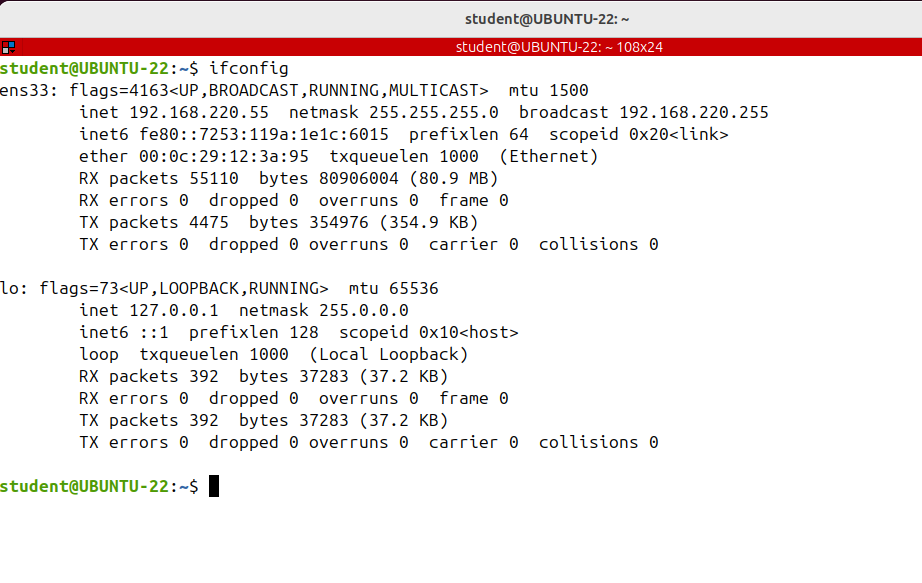 student@UBUNTU-22: ~
student@UBUNTU-22: ~ 108x24
student@UBUNTU-22:~$ ifconfig
ens33: flags=4163<UP,BROADCAST,RUNNING,MULTICAST>  mtu 1500
        inet 192.168.220.55  netmask 255.255.255.0  broadcast 192.168.220.255
        inet6 fe80::7253:119a:1e1c:6015  prefixlen 64  scopeid 0x20<link>
        ether 00:0c:29:12:3a:95  txqueuelen 1000  (Ethernet)
        RX packets 55110  bytes 80906004 (80.9 MB)
        RX errors 0  dropped 0  overruns 0  frame 0
        TX packets 4475  bytes 354976 (354.9 KB)
        TX errors 0  dropped 0 overruns 0  carrier 0  collisions 0

lo: flags=73<UP,LOOPBACK,RUNNING>  mtu 65536
        inet 127.0.0.1  netmask 255.0.0.0
        inet6 ::1  prefixlen 128  scopeid 0x10<host>
        loop  txqueuelen 1000  (Local Loopback)
        RX packets 392  bytes 37283 (37.2 KB)
        RX errors 0  dropped 0  overruns 0  frame 0
        TX packets 392  bytes 37283 (37.2 KB)
        TX errors 0  dropped 0 overruns 0  carrier 0  collisions 0

student@UBUNTU-22:~$